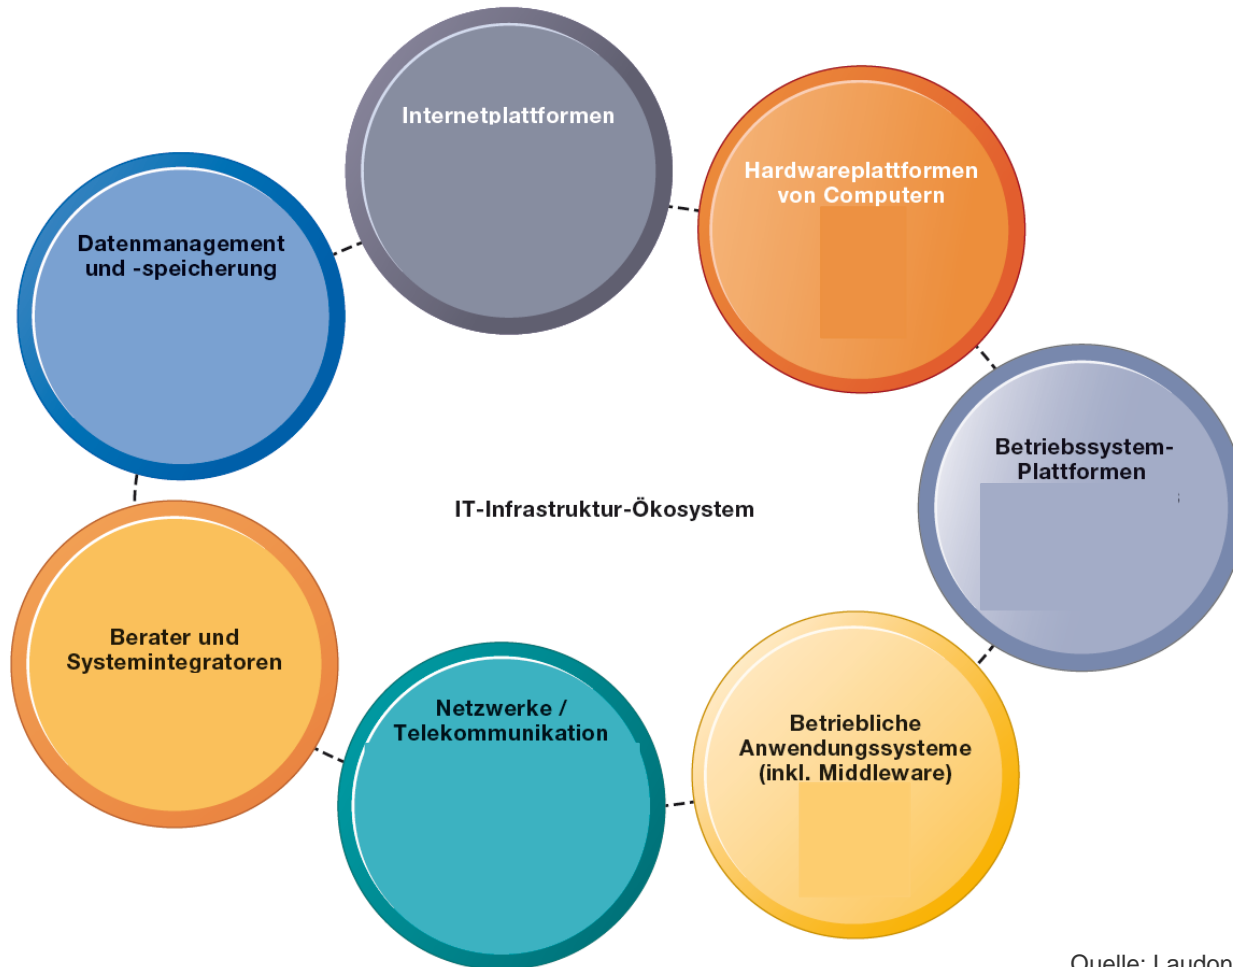 Internetplattformen
Hardwareplattformen
von Computern
Datenmanagement
und -speicherung
Betriebssystem-
Plattformen
IT-Infrastruktur-Ökosystem
Berater und
Systemintegratoren
Netzwerke /
Telekommunikation
Betriebliche
Anwendungssysteme
(inkl. Middleware)
Quelle: Laudon